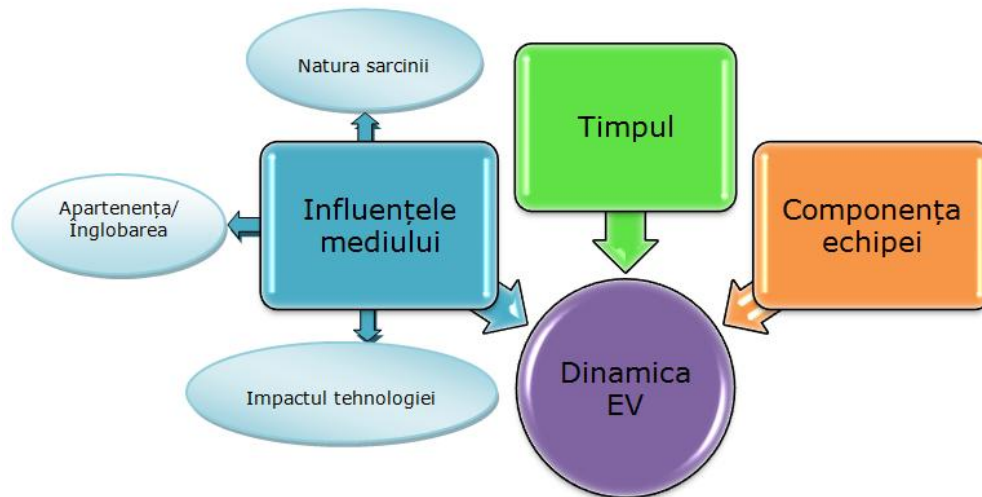 Natura sarcinii
Timpul
Apartenența/
Înglobarea
Influențele
mediului
Componența
echipei
Impactul tehnologiei
Dinamica
EV